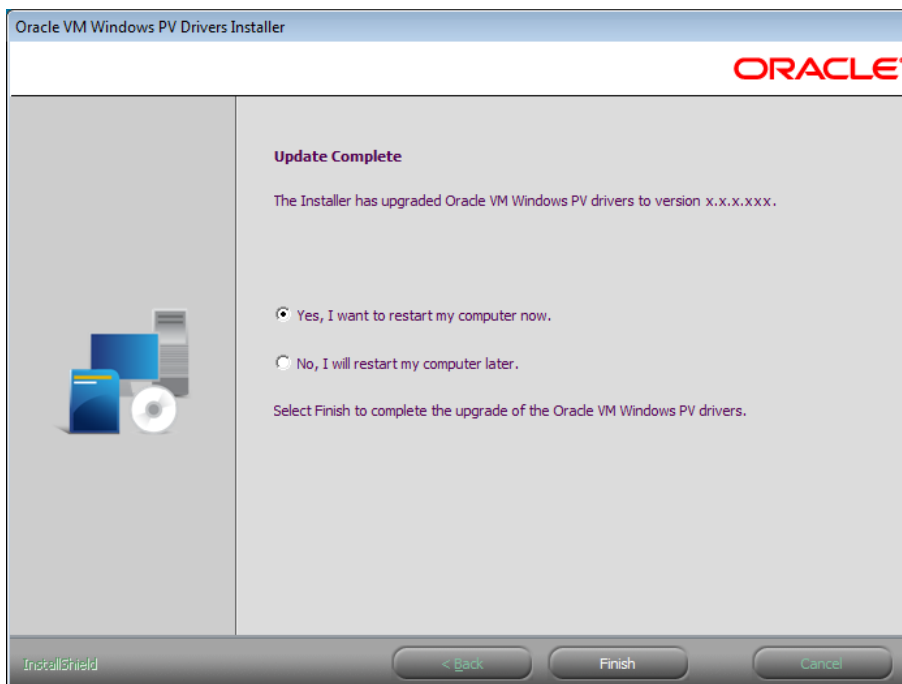 Oracle VM Windows PV Drivers Installer
ORACLE
Update Complete
The Installer has upgraded Oracle VM Windows PV drivers to version x.x.x.xxx.
Yes, I want to restart my computer now.
No, I will restart my computer later.
Select Finish to complete the upgrade of the Oracle VM Windows PV drivers.
InstallShield
< Back
Finish
Cancel